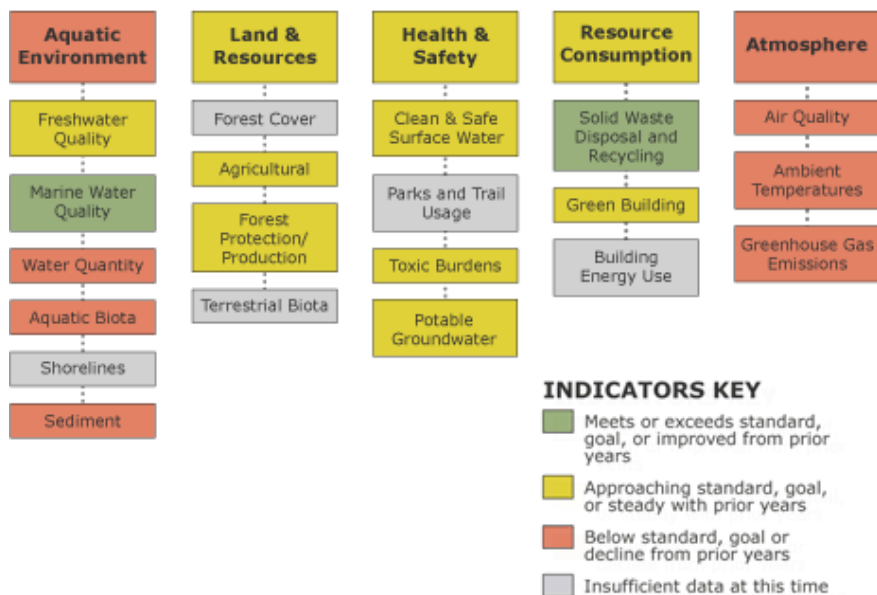 Aquatic
Environment
Freshwater
Quality
Marine Water
Quality
Water Quantity
Aquatic Biota
Shorelines
Sediment
Land &
Resources
Forest Cover
Agricultural
Forest
Protection/
Production
Terrestrial Biota
Health &
Safety
Clean & Safe
Surface Water
Parks and Trail
Usage
Toxic Burdens
Potable
Groundwater
Resource
Consumption
Solid Waste
Disposal and
Recycling
Green Building
Building
Energy Use
Atmosphere
Air Quality
Ambient
Temperatures
Greenhouse Gas
Emissions
INDICATORS KEY
Meets or exceeds standard,
goal, or improved from prior
years
Approaching standard, goal,
or steady with prior years
Below standard, goal or
decline from prior years
Insufficient data at this time